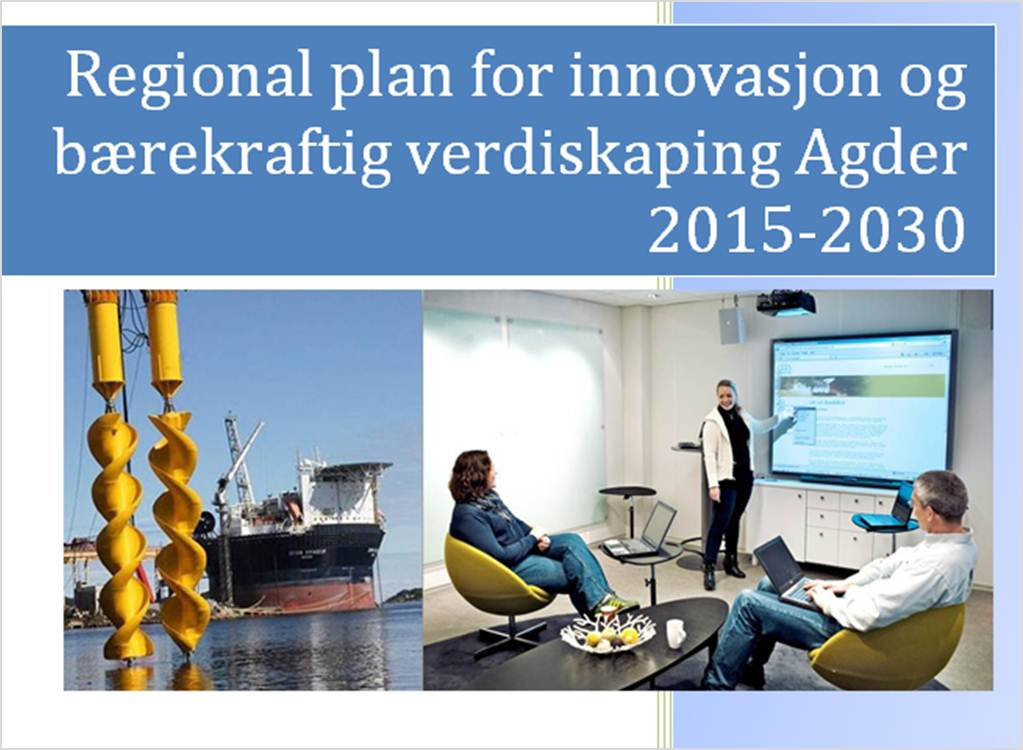 Regional plan for innovasjon og
bærekraftig verdiskaping Agder
2015-2030